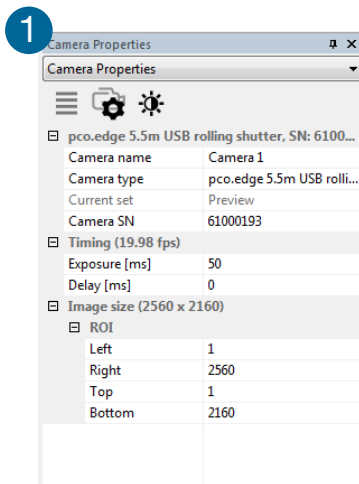 1
Camera Properties
Camera Properties
pco.edge 5.5m USB rolling shutter, SN: 6100...
Camera name Camera 1
Camera type pco.edge 5.5m USB rolli...
Current set Preview
Camera SN 61000193
Timing (19.98 fps)
Exposure [ms] 50
Delay [ms] 0
Image size (2560 x 2160)
ROI
Left 1
Right 2560
Top 1
Bottom 2160